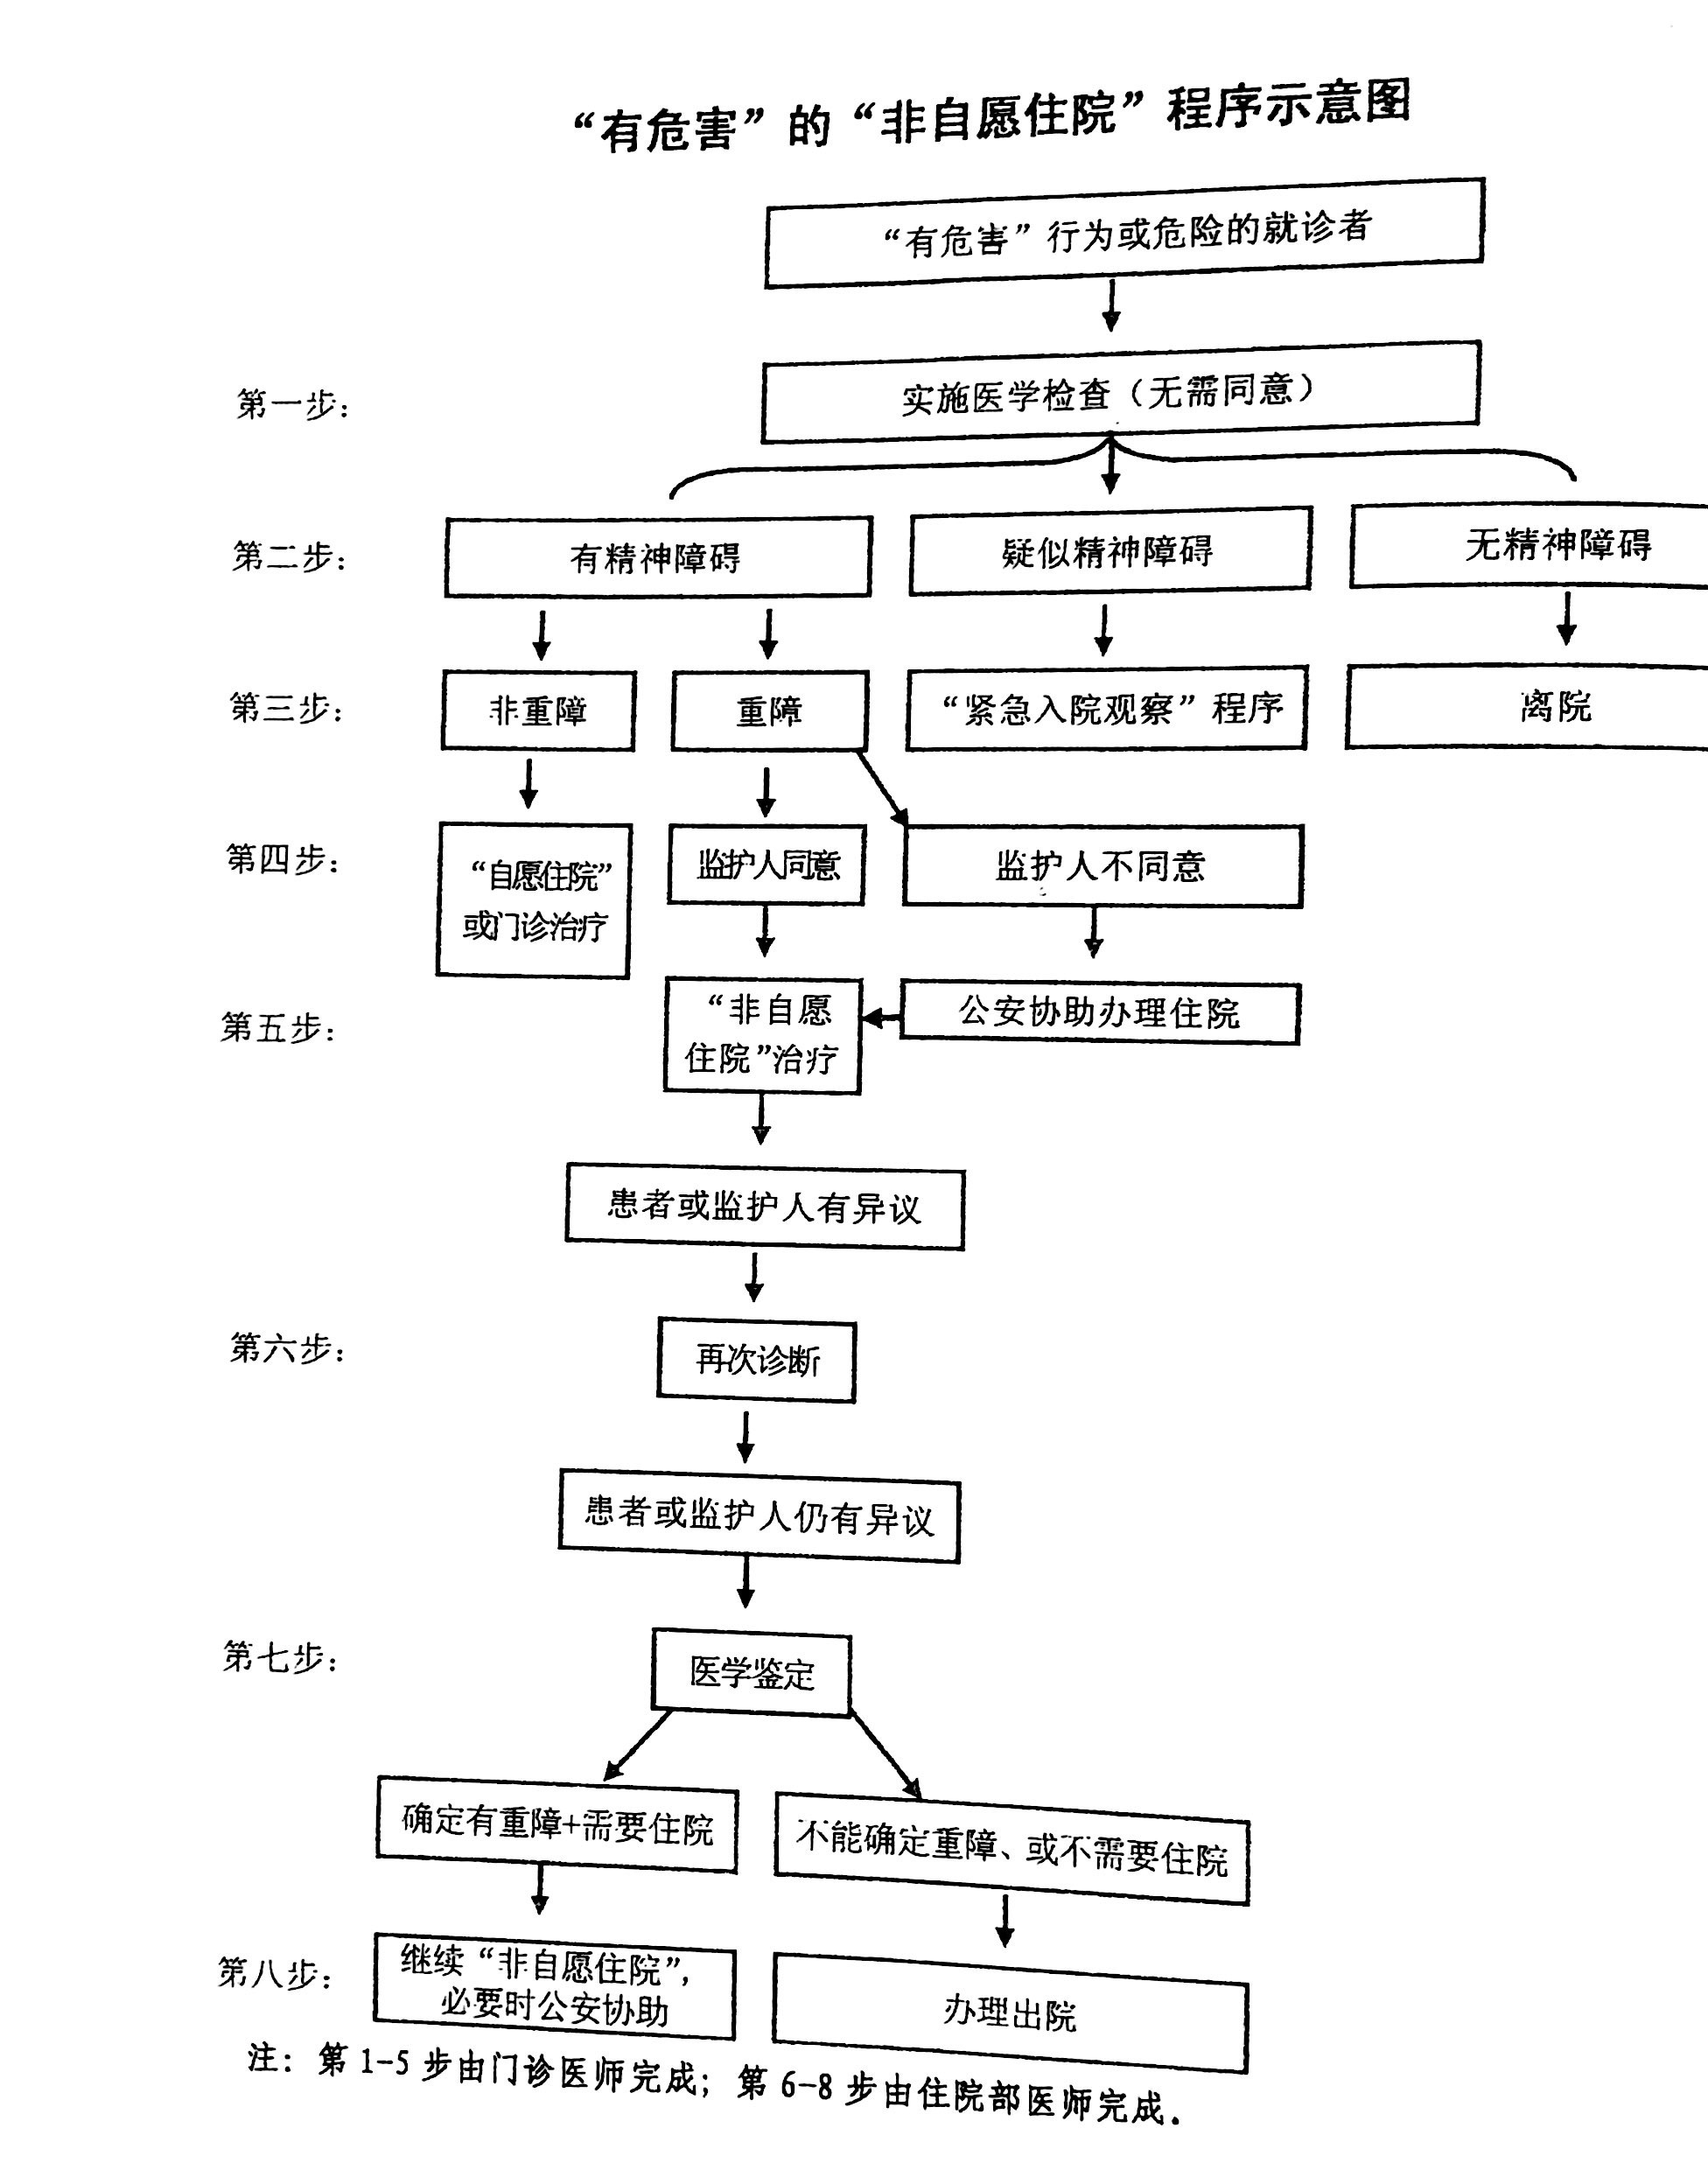 “有危害”的“非自愿住院”程序示意图
“有危害”行为或危险的就诊者
第一步：
实施医学检查（无需同意）
第二步：
有精神障碍
疑似精神障碍
无精神障碍
第三步：
非重障
重障
“紧急入院观察”程序
离院
第四步：
“自愿住院”
或门诊治疗
监护人同意
监护人不同意
第五步：
“非自愿
住院”治疗
公安协助办理住院
患者或监护人有异议
第六步：
再次诊断
患者或监护人仍有异议
第七步：
医学鉴定
确定有重障+需要住院
不能确定重障、或不需要住院
第八步：
继续“非自愿住院”，
必要时公安协助
办理出院
注：第 1-5 步由门诊医师完成；第 6-8 步由住院部医师完成．